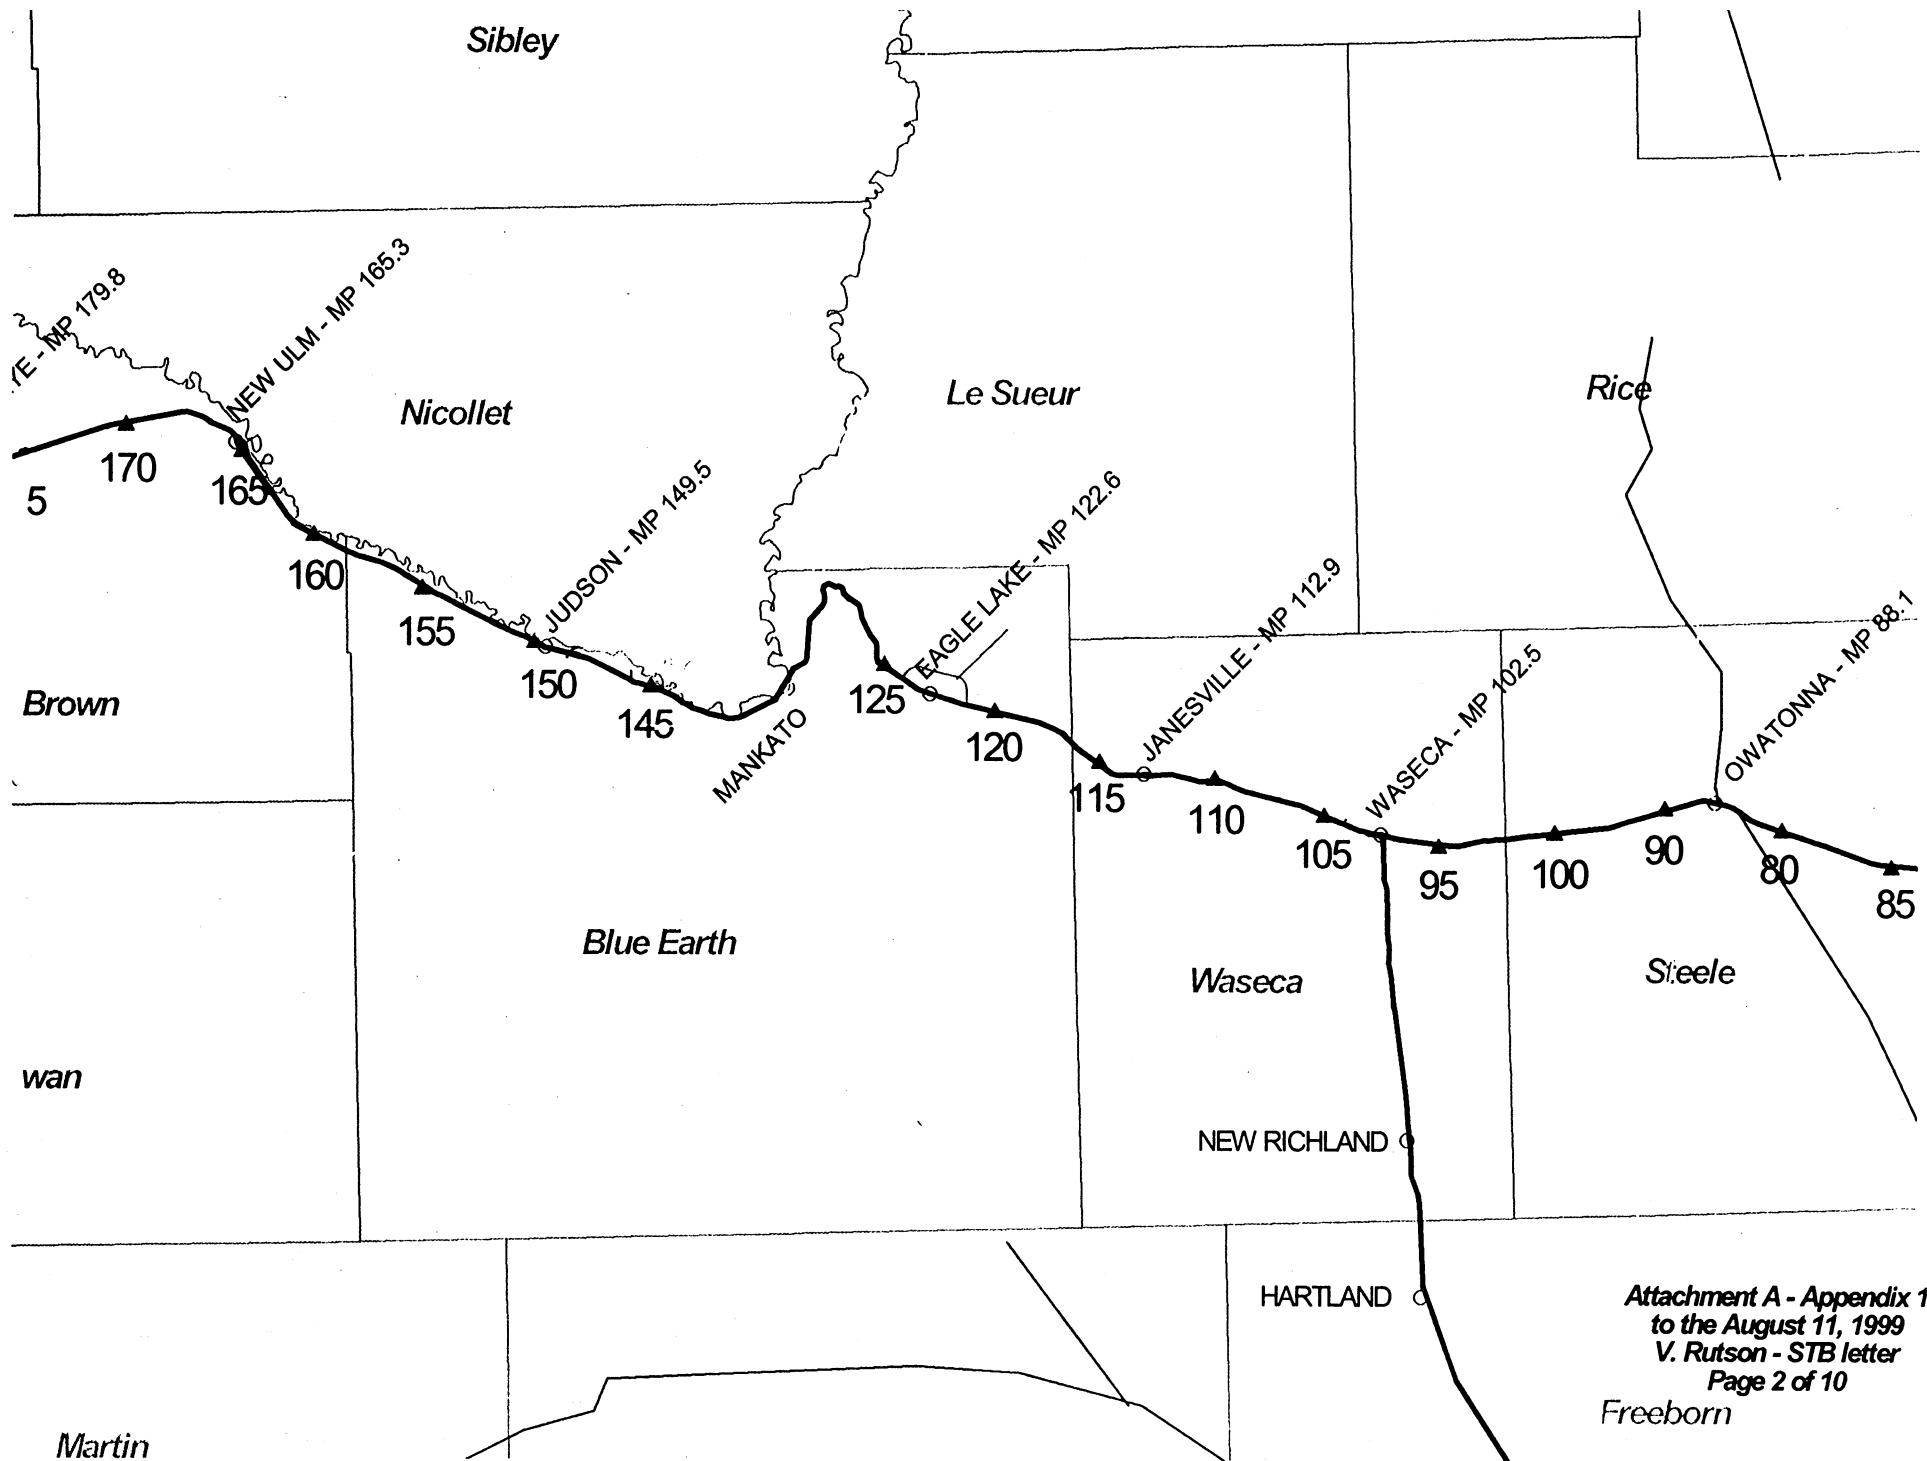 Sibley
YE - MP 179.8
NEW ULM - MP 165.3
Nicollet
Le Sueur
Rice
170
165
5
JUDSON - MP 149.5
EAGLE LAKE - MP 122.6
160
155
JANESVILLE - MP 112.9
OWATONNA - MP 88.1
WASECA - MP 102.5
150
125
Brown
145
MANKATO
120
115
110
105
95
100
90
80
85
Blue Earth
Waseca
Steele
wan
NEW RICHLAND
HARTLAND
Attachment A - Appendix 1
to the August 11, 1999
V. Rutson - STB letter
Page 2 of 10
Freeborn
Martin